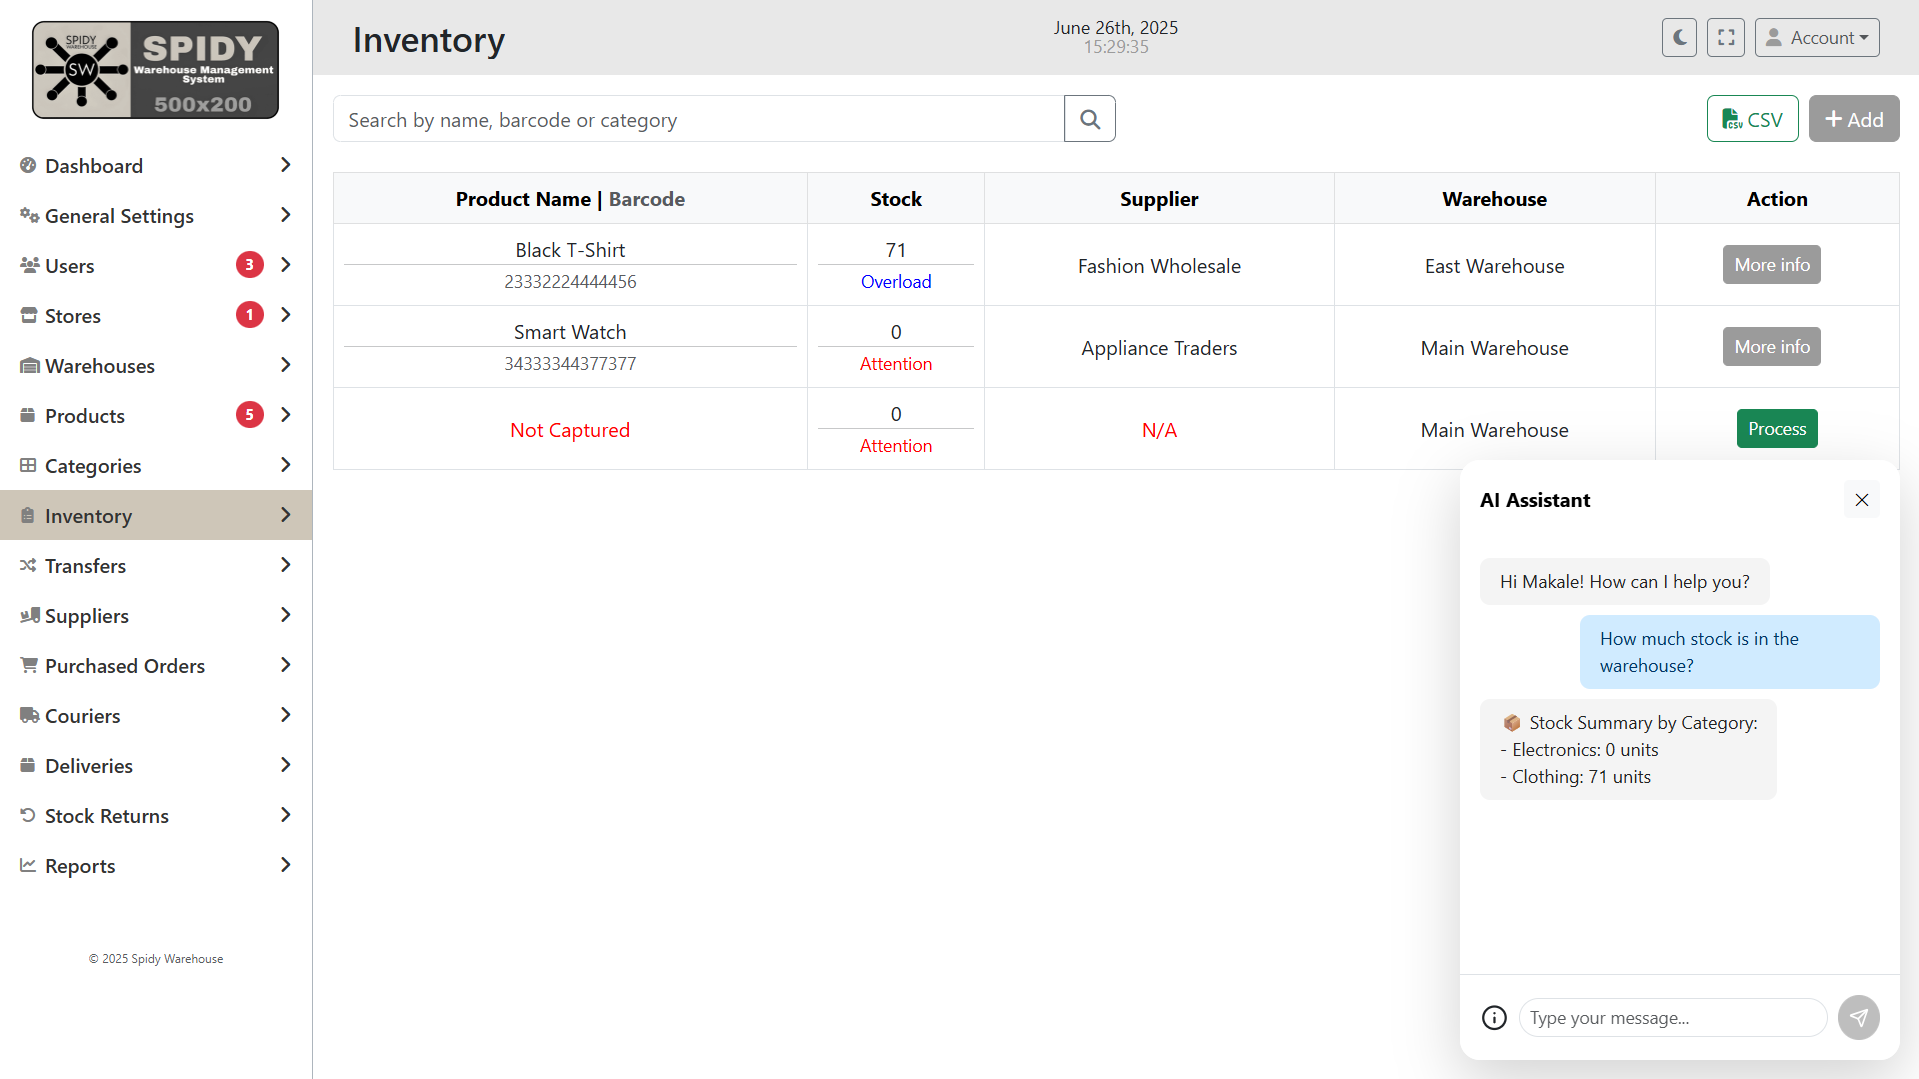 SPIDY
WAREHOUSE
SW
SPIDY
Warehouse Management
System
500x200
Inventory
June 26th, 2025
15:29:35
Account
Dashboard
General Settings
Users 3
Stores 1
Warehouses
Products 5
Categories
Inventory
Transfers
Suppliers
Purchased Orders
Couriers
Deliveries
Stock Returns
Reports
© 2025 Spidy Warehouse
Search by name, barcode or category
CSV CSV
+ Add
Product Name | Barcode Stock Supplier Warehouse Action
Black T-Shirt 71
23332224444456 Overload Fashion Wholesale East Warehouse More info
Smart Watch 0
34333344377377 Attention Appliance Traders Main Warehouse More info
Not Captured 0 N/A Main Warehouse Process
Attention
AI Assistant
Hi Makale! How can I help you?
How much stock is in the
warehouse?
📦 Stock Summary by Category:
- Electronics: 0 units
- Clothing: 71 units
Type your message...